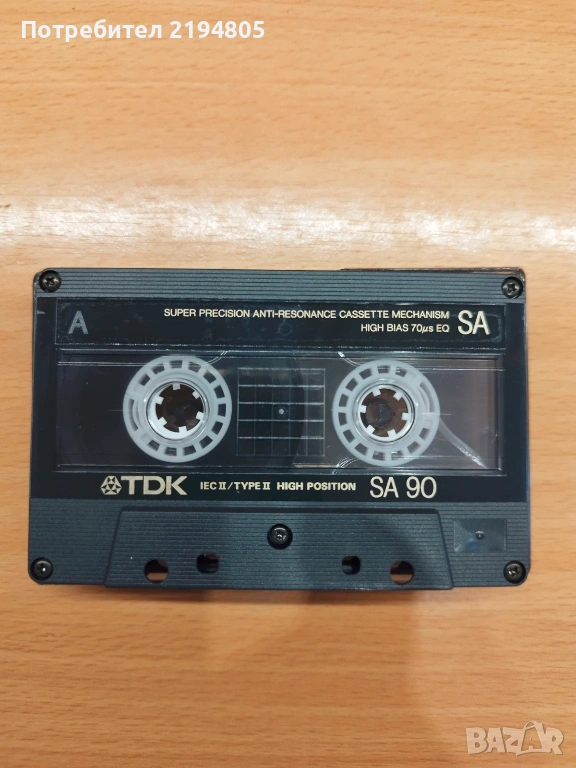 Потребител 2194805
SUPER PRECISION ANTI-RESONANCE CASSETTE MECHANISM
A HIGH BIAS 70µs EQ SA
TDK IEC II/TYPE II HIGH POSITION SA 90
BAZAR